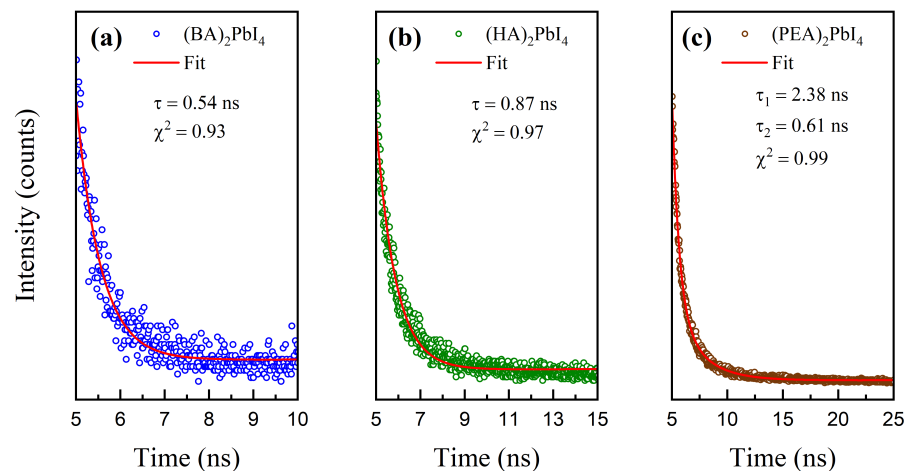 Intensity (counts)
(a)
(BA)₂PbI₄
Fit
τ = 0.54 ns
χ² = 0.93
5 6 7 8 9 10
Time (ns)
(b)
(HA)₂PbI₄
Fit
τ = 0.87 ns
χ² = 0.97
5 7 9 11 13 15
Time (ns)
(c)
(PEA)₂PbI₄
Fit
τ₁ = 2.38 ns
τ₂ = 0.61 ns
χ² = 0.99
5 10 15 20 25
Time (ns)